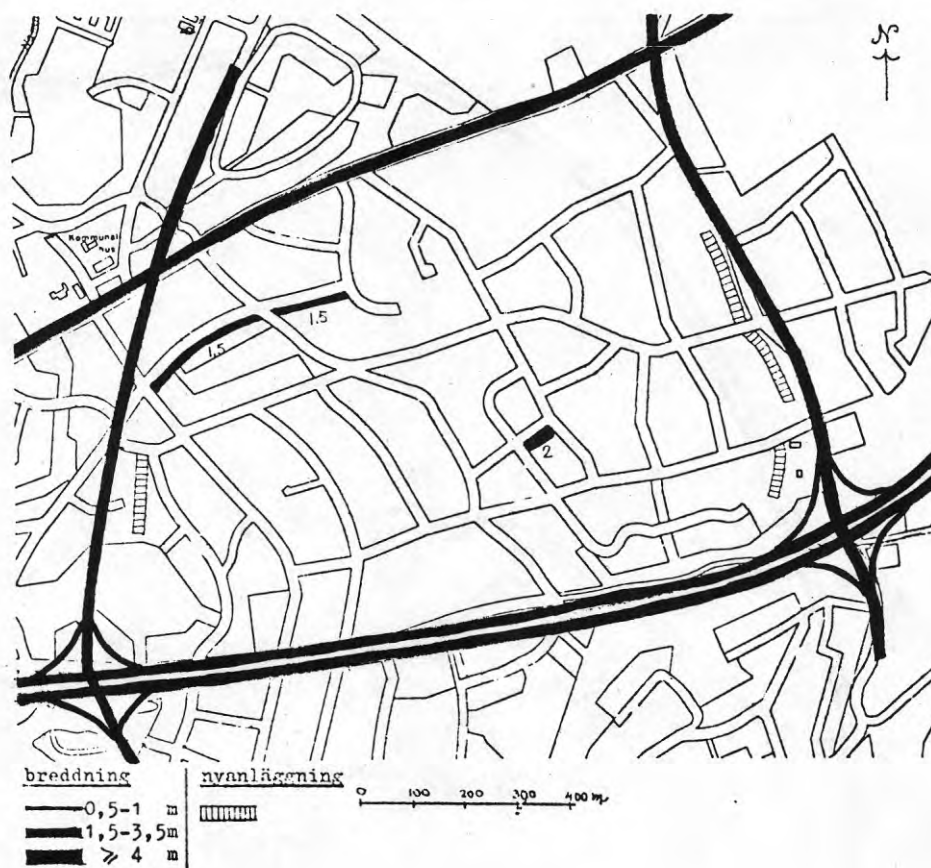 N
Kommunal
hus
1.5
1,5
2
breddning
0,5-1 m
1,5-3,5m
⩾ 4 m
nyanläggning
0 100 200 300 400 m